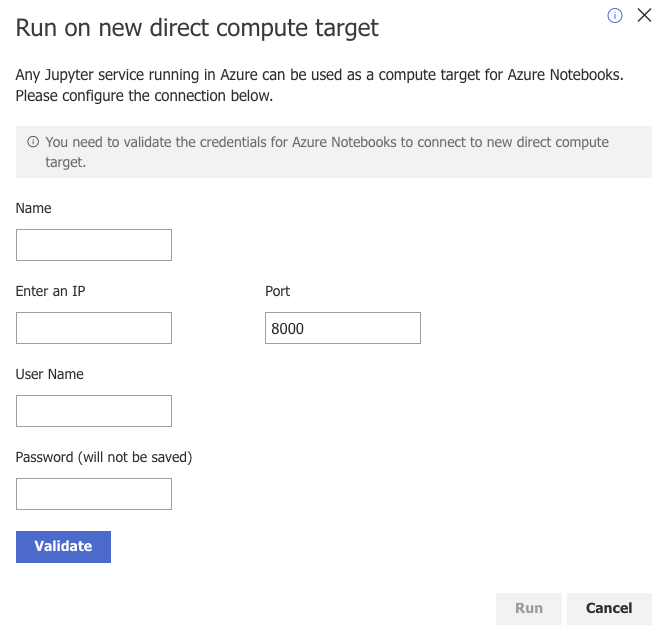 Run on new direct compute target
Any Jupyter service running in Azure can be used as a compute target for Azure Notebooks.
Please configure the connection below.
You need to validate the credentials for Azure Notebooks to connect to new direct compute
target.
Name
Enter an IP
Port
8000
User Name
Password (will not be saved)
Validate
Run
Cancel